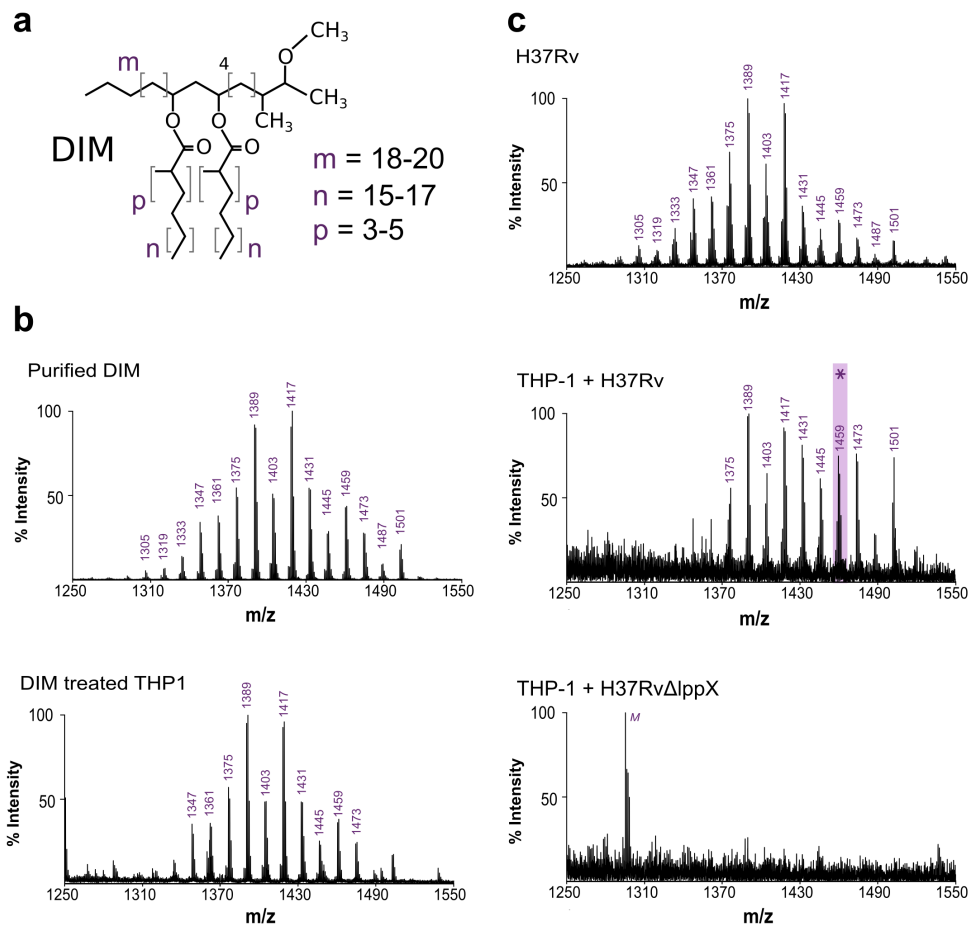 a
CH3
O
4
m
CH3
CH3
O
O
DIM
O
O
p
p
n
n
m = 18-20
n = 15-17
p = 3-5
b
Purified DIM
% Intensity
100
50
1305
1319
1333
1347
1361
1375
1389
1403
1417
1431
1445
1459
1473
1487
1501
1250 1310 1370 1430 1490 1550
m/z
DIM treated THP1
% Intensity
100
50
1347
1361
1375
1389
1403
1417
1431
1445
1459
1473
1250 1310 1370 1430 1490 1550
m/z
c
H37Rv
% Intensity
100
50
1305
1319
1333
1347
1361
1375
1389
1403
1417
1431
1445
1459
1473
1487
1501
1250 1310 1370 1430 1490 1550
m/z
THP-1 + H37Rv
% Intensity
100
50
1375
1389
1403
1417
1431
1445
*
1459
1473
1501
1250 1310 1370 1430 1490 1550
m/z
THP-1 + H37RvΔlppX
% Intensity
100
50
M
1250 1310 1370 1430 1490 1550
m/z